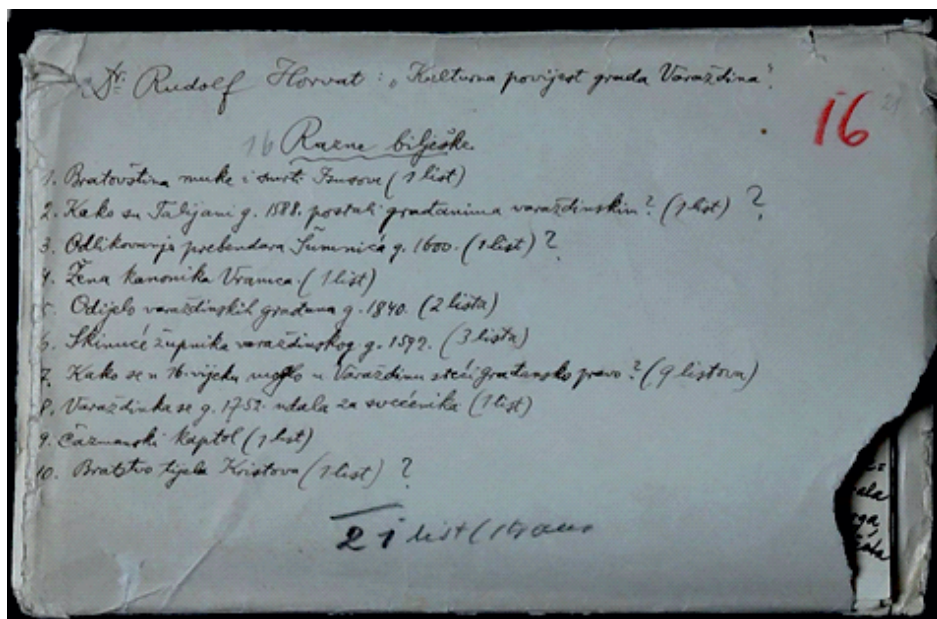 Dr. Rudolf Horvat: „Kulturna povijest grada Varaždina".
16 21
16 Razne bilješke.
1. Bratovština muke i smrti Isusove (1 list)
2. Kako su Talijani g. 1588. postali građanima varaždinskim? (1 list) ?
3. Odlikovanja prebendara Šumnića g. 1600. (1 list) ?
4. Žena kanonika Vramca. (1 list)
5. Odijelo varaždinskih građana g. 1840. (2 lista)
6. Skinuće župnika varaždinskog g. 1592. (3 lista)
7. Kako se u 16. vijeku moglo u Varaždinu steći građansko pravo? (9 listova)
8. Varaždinka se g. 1752. udala za svećenika (1 list)
9. Čazmanski kaptol (1 list)
10. Bratstvo tijela Kristova (1 list) ?
21 list